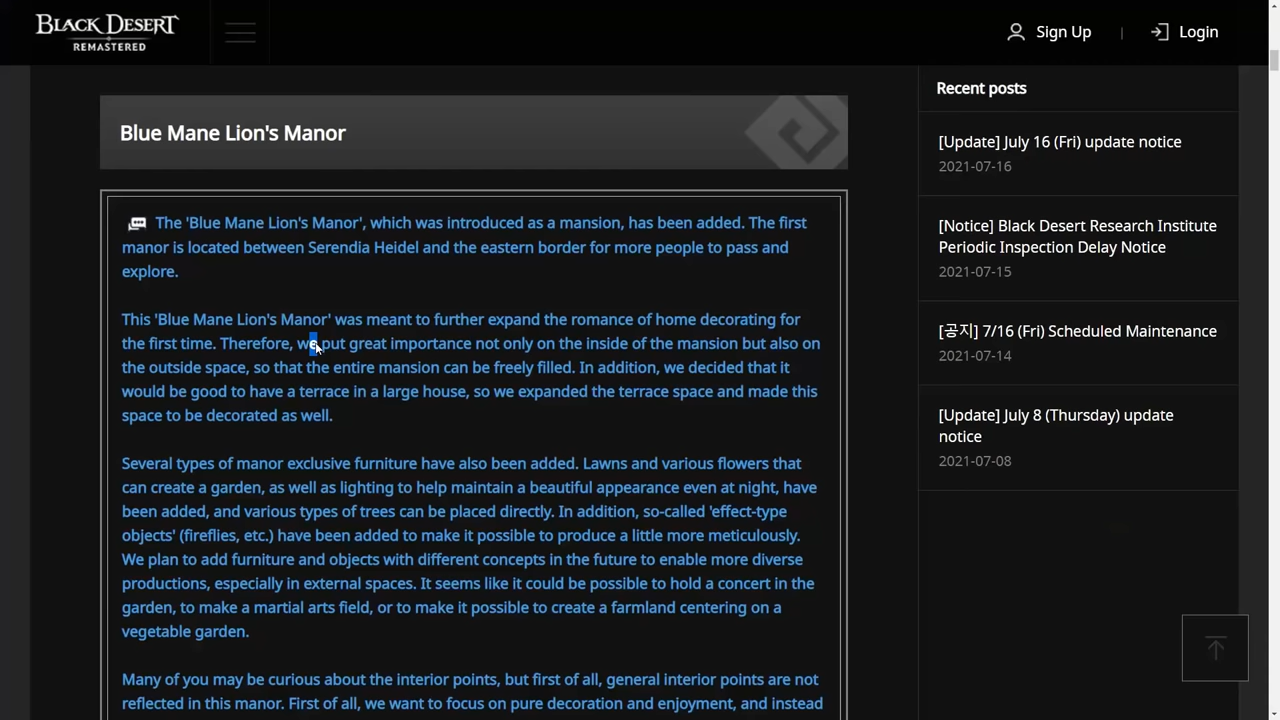 BLACK DESERT
REMASTERED
Sign Up
|
Login
Blue Mane Lion's Manor
The 'Blue Mane Lion's Manor', which was introduced as a mansion, has been added. The first
manor is located between Serendia Heidel and the eastern border for more people to pass and
explore.
This 'Blue Mane Lion's Manor' was meant to further expand the romance of home decorating for
the first time. Therefore, we put great importance not only on the inside of the mansion but also on
the outside space, so that the entire mansion can be freely filled. In addition, we decided that it
would be good to have a terrace in a large house, so we expanded the terrace space and made this
space to be decorated as well.
Several types of manor exclusive furniture have also been added. Lawns and various flowers that
can create a garden, as well as lighting to help maintain a beautiful appearance even at night, have
been added, and various types of trees can be placed directly. In addition, so-called 'effect-type
objects' (fireflies, etc.) have been added to make it possible to produce a little more meticulously.
We plan to add furniture and objects with different concepts in the future to enable more diverse
productions, especially in external spaces. It seems like it could be possible to hold a concert in the
garden, to make a martial arts field, or to make it possible to create a farmland centering on a
vegetable garden.
Many of you may be curious about the interior points, but first of all, general interior points are not
reflected in this manor. First of all, we want to focus on pure decoration and enjoyment, and instead
Recent posts
[Update] July 16 (Fri) update notice
2021-07-16
[Notice] Black Desert Research Institute
Periodic Inspection Delay Notice
2021-07-15
[공지] 7/16 (Fri) Scheduled Maintenance
2021-07-14
[Update] July 8 (Thursday) update
notice
2021-07-08